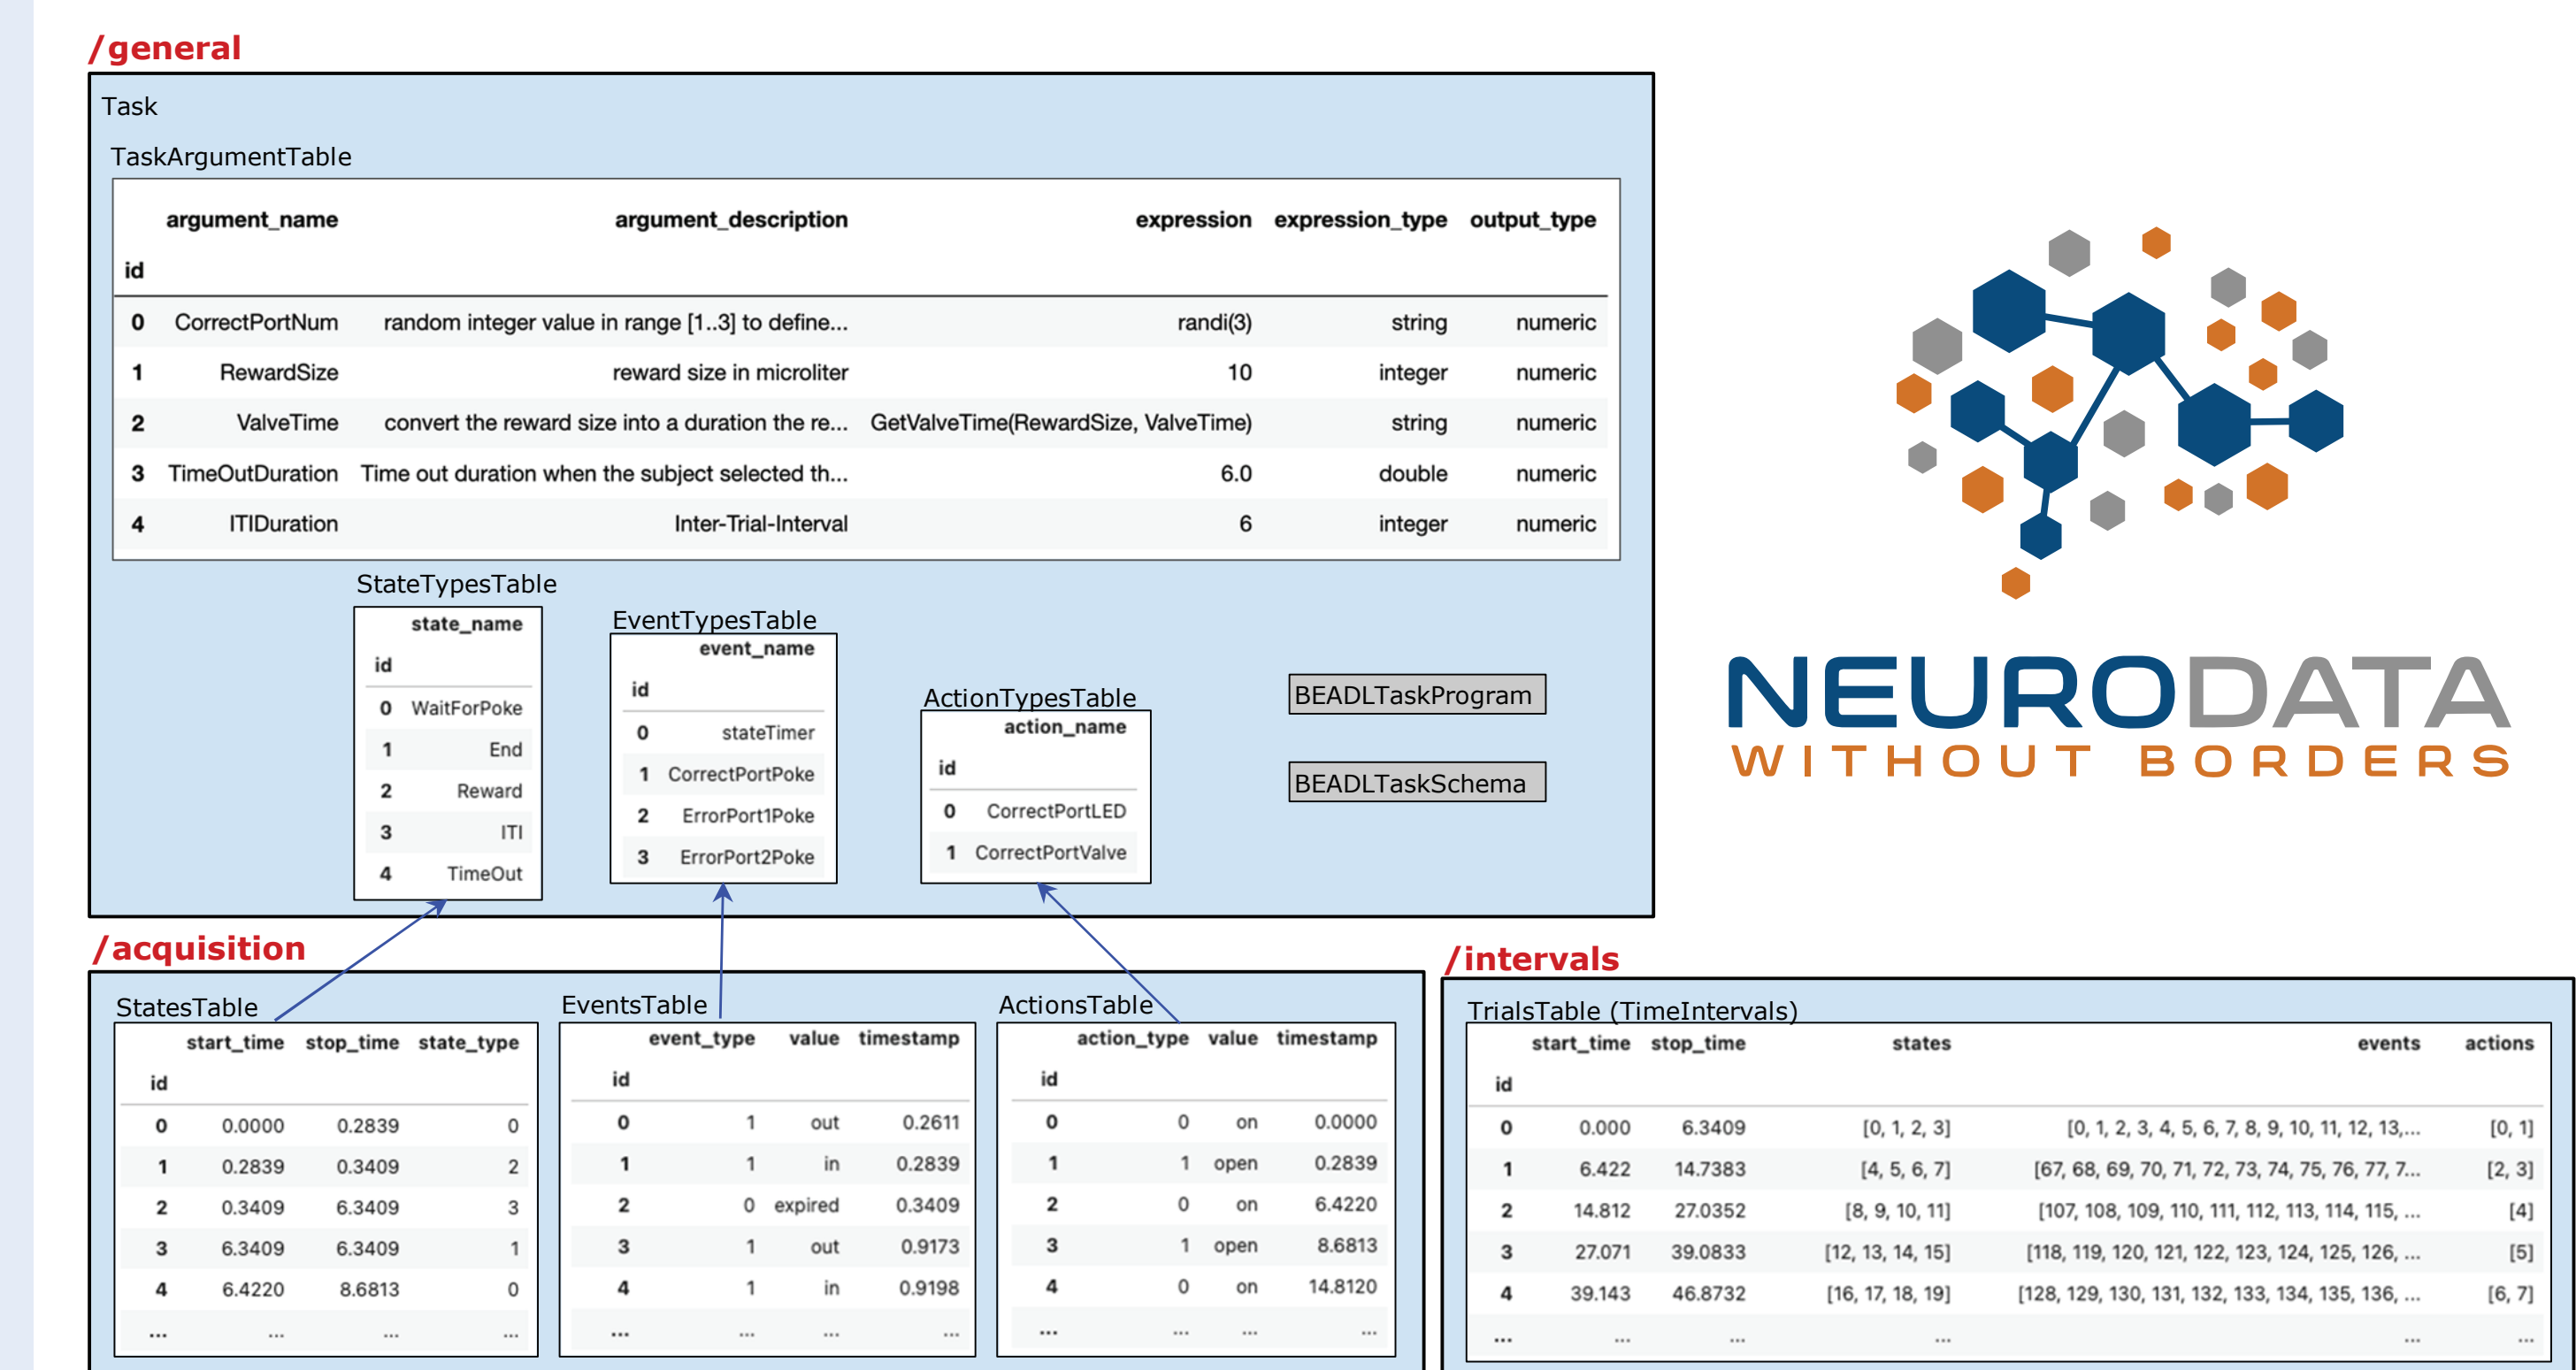 /general
Task
TaskArgumentTable
argument_name argument_description expression expression_type output_type
id
0 CorrectPortNum random integer value in range [1..3] to define... randi(3) string numeric
1 RewardSize reward size in microliter 10 integer numeric
2 ValveTime convert the reward size into a duration the re... GetValveTime(RewardSize, ValveTime) string numeric
3 TimeOutDuration Time out duration when the subject selected th... 6.0 double numeric
4 ITIDuration Inter-Trial-Interval 6 integer numeric
StateTypesTable
state_name
id
0 WaitForPoke
1 End
2 Reward
3 ITI
4 TimeOut
EventTypesTable
event_name
id
0 stateTimer
1 CorrectPortPoke
2 ErrorPort1Poke
3 ErrorPort2Poke
ActionTypesTable
action_name
id
0 CorrectPortLED
1 CorrectPortValve
BEADLTaskProgram
BEADLTaskSchema
NEURODATA
WITHOUT BORDERS
/acquisition
StatesTable
start_time stop_time state_type
id
0 0.0000 0.2839 0
1 0.2839 0.3409 2
2 0.3409 6.3409 3
3 6.3409 6.3409 1
4 6.4220 8.6813 0
... ... ... ...
EventsTable
event_type value timestamp
id
0 1 out 0.2611
1 1 in 0.2839
2 0 expired 0.3409
3 1 out 0.9173
4 1 in 0.9198
... ... ... ...
ActionsTable
action_type value timestamp
id
0 0 on 0.0000
1 1 open 0.2839
2 0 on 6.4220
3 1 open 8.6813
4 0 on 14.8120
... ... ... ...
/intervals
TrialsTable (TimeIntervals)
start_time stop_time states events actions
id
0 0.000 6.3409 [0, 1, 2, 3] [0, 1, 2, 3, 4, 5, 6, 7, 8, 9, 10, 11, 12, 13,... [0, 1]
1 6.422 14.7383 [4, 5, 6, 7] [67, 68, 69, 70, 71, 72, 73, 74, 75, 76, 77, 7... [2, 3]
2 14.812 27.0352 [8, 9, 10, 11] [107, 108, 109, 110, 111, 112, 113, 114, 115, ... [4]
3 27.071 39.0833 [12, 13, 14, 15] [118, 119, 120, 121, 122, 123, 124, 125, 126, ... [5]
4 39.143 46.8732 [16, 17, 18, 19] [128, 129, 130, 131, 132, 133, 134, 135, 136, ... [6, 7]
... ... ... ... ... ...